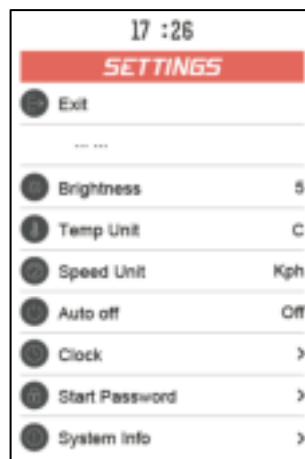 17 :26
SETTINGS
Exit
... ...
Brightness 5
Temp Unit C
Speed Unit Kph
Auto off Off
Clock >
Start Password >
System Info >